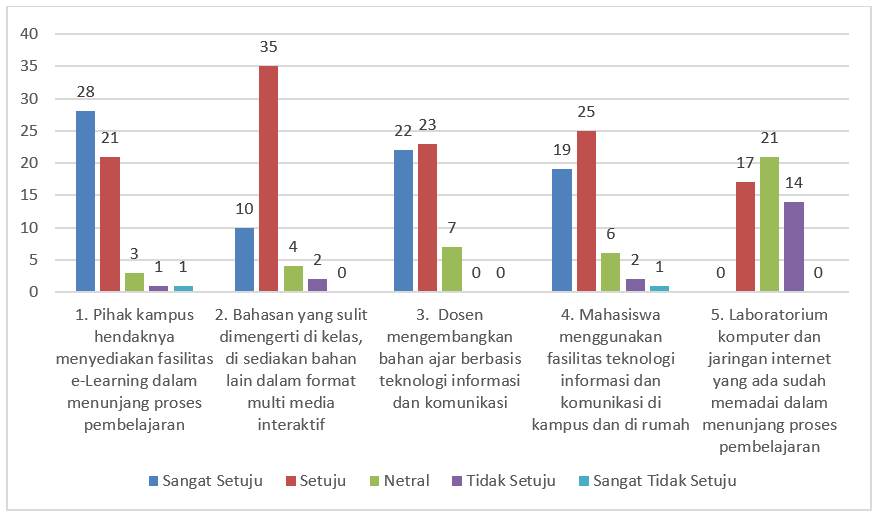 40
35
30
25
20
15
10
5
0
28
21
3
1
1
10
35
4
2
0
22
23
7
0
0
19
25
6
2
1
0
17
21
14
0
1. Pihak kampus
hendaknya
menyediakan fasilitas
e-Learning dalam
menunjang proses
pembelajaran
2. Bahasan yang sulit
dimengerti di kelas,
di sediakan bahan
lain dalam format
multi media
interaktif
3. Dosen
mengembangkan
bahan ajar berbasis
teknologi informasi
dan komunikasi
4. Mahasiswa
menggunakan
fasilitas teknologi
informasi dan
komunikasi di
kampus dan di rumah
5. Laboratorium
komputer dan
jaringan internet
yang ada sudah
memadai dalam
menunjang proses
pembelajaran
Sangat Setuju
Setuju
Netral
Tidak Setuju
Sangat Tidak Setuju